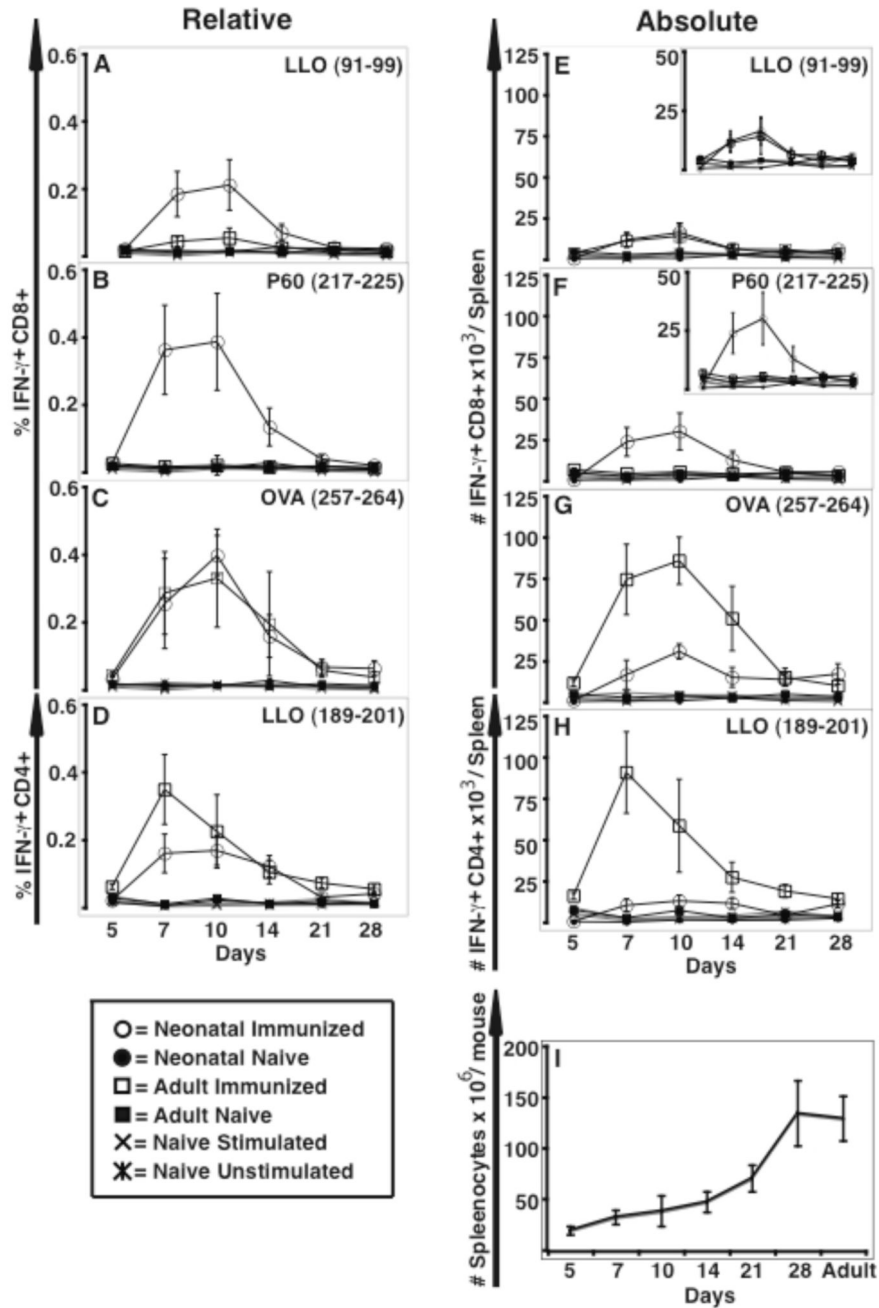 Relative
Absolute
% IFN-γ+ CD8+
% IFN-γ+ CD4+
A
LLO (91-99)
0.6
0.4
0.2
B
P60 (217-225)
0.6
0.4
0.2
C
OVA (257-264)
0.6
0.4
0.2
D
LLO (189-201)
0.6
0.4
0.2
5 7 10 14 21 28
Days
# IFN-γ+ CD8+ x10³/ Spleen
# IFN-γ+ CD4+ x10³/ Spleen
E
LLO (91-99)
125
100
75
50
25
50
25
F
P60 (217-225)
125
100
75
50
25
50
25
G
OVA (257-264)
125
100
75
50
25
H
LLO (189-201)
125
100
75
50
25
5 7 10 14 21 28
Days
O= Neonatal Immunized
●= Neonatal Naive
□= Adult Immunized
■= Adult Naive
×= Naive Stimulated
ж= Naive Unstimulated
# Spleenocytes x 10⁶/ mouse
I
200
150
100
50
5 7 10 14 21 28 Adult
Days